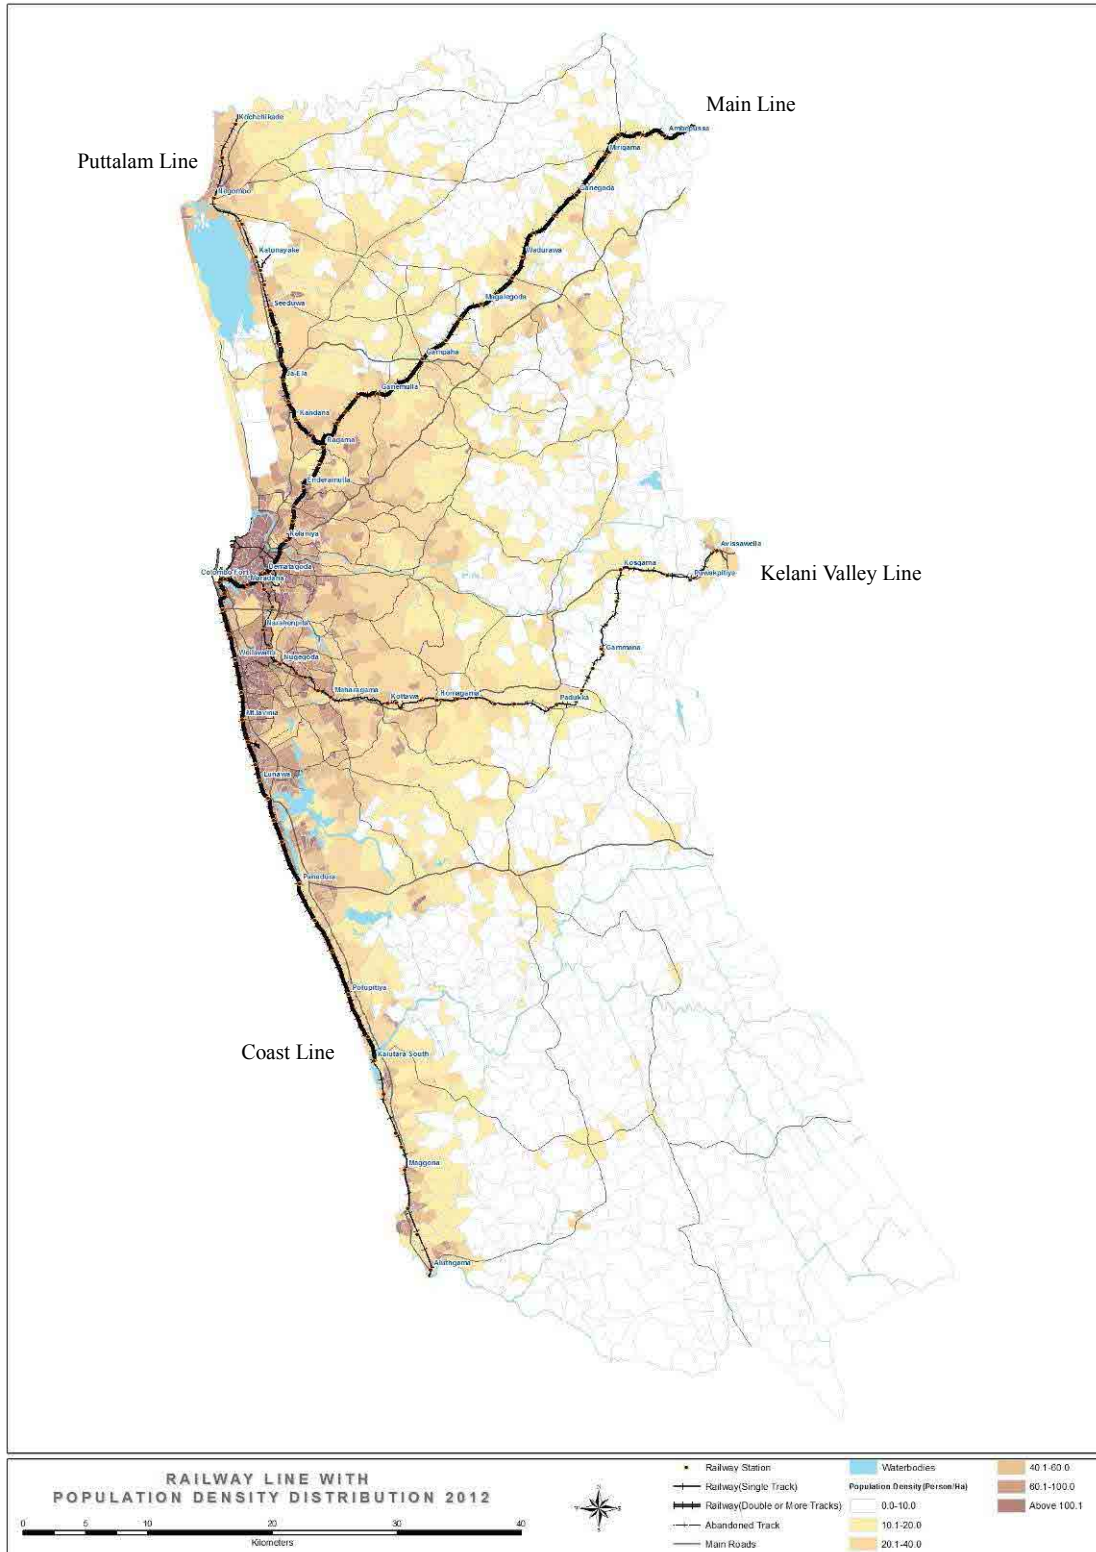 Main Line
Ambepussa
Kochchikade
Mirigama
Puttalam Line
Ganegoda
Negombo
Katunayake
Wadurawa
Seeduwa
Magalegoda
Gampaha
Ja-Ela
Ganemulla
Kandana
Ragama
Enderamulla
Kelaniya
Avissawella
Dematagoda
Kosgama
Colombo Fort
Maradana
Puwakpitiya
Kelani Valley Line
Narahenpita
Wellawatta
Nugegoda
Gammana
Maharagama
Kottawa
Homagama
Padukka
Mt.lavinia
Lunawa
Panadura
Potupitiya
Coast Line
Kalutara South
Maggona
Aluthgama
RAILWAY LINE WITH
POPULATION DENSITY DISTRIBUTION 2012
0 5 10 20 30 40
Kilometers
N
W E
S
Railway Station
Railway(Single Track)
Railway(Double or More Tracks)
Abandoned Track
Main Roads
Waterbodies
Population Density(Person/Ha)
0.0-10.0
10.1-20.0
20.1-40.0
40.1-60.0
60.1-100.0
Above 100.1